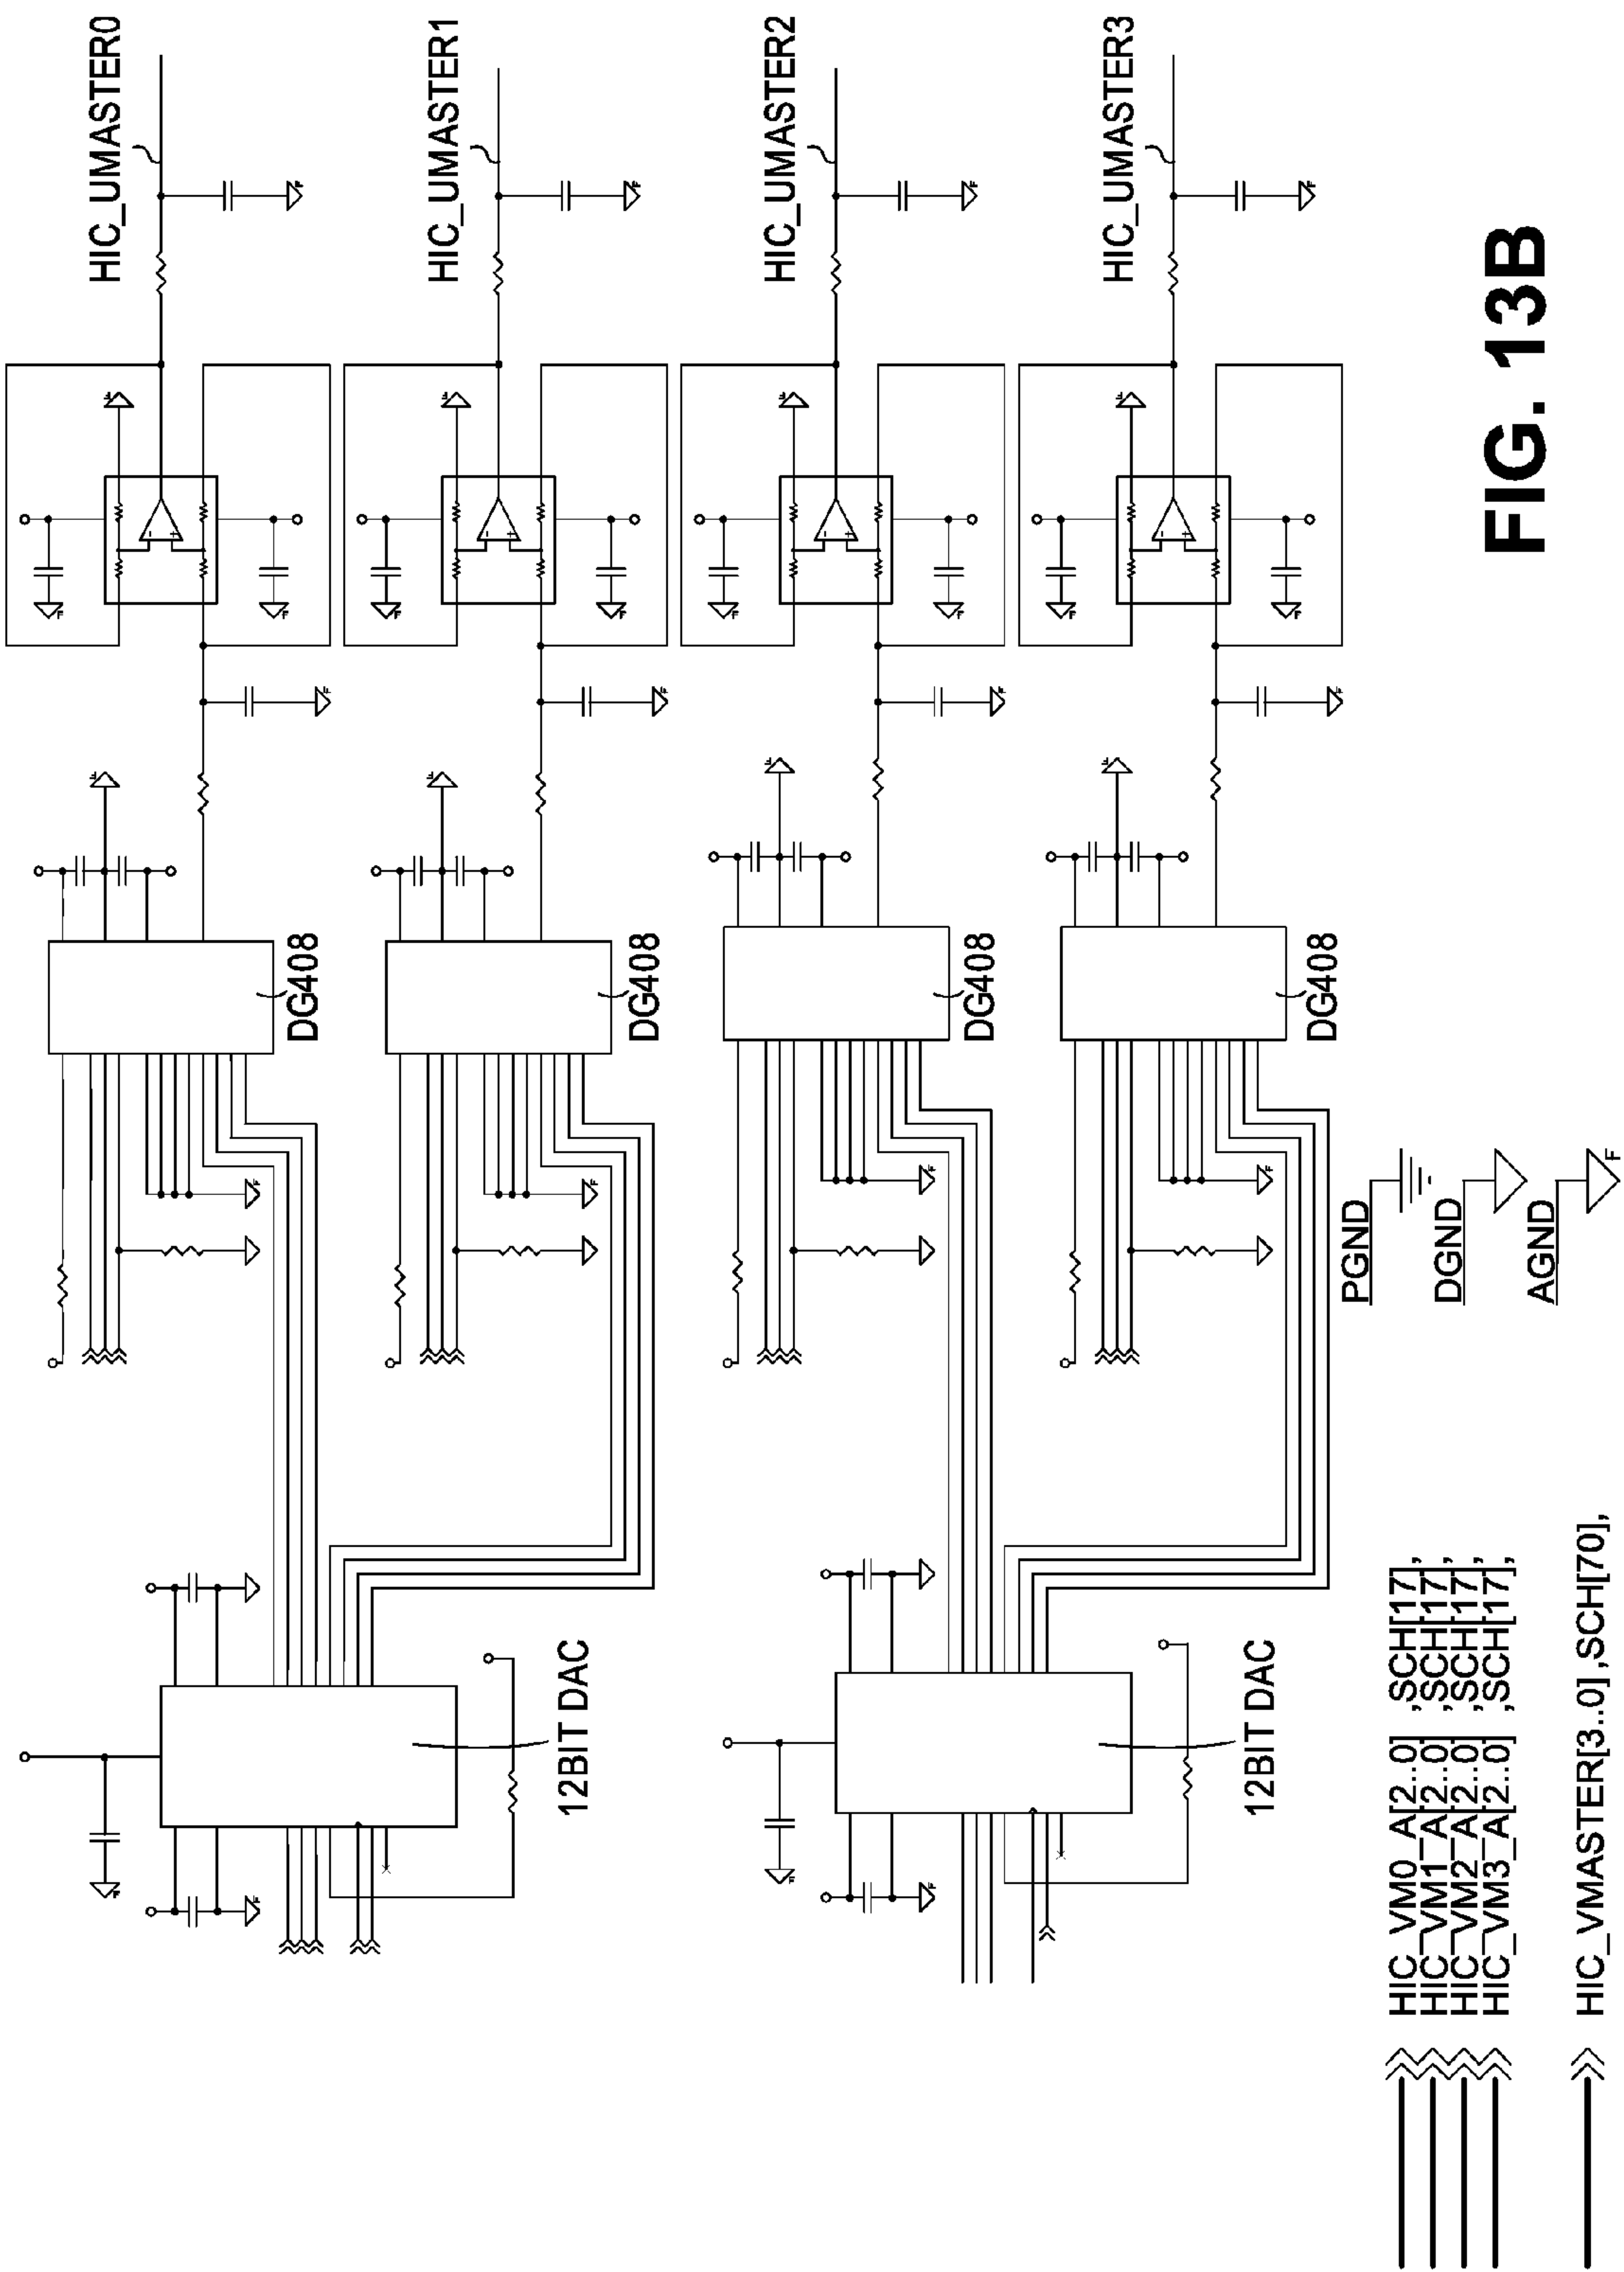 HIC_UMASTER0
HIC_UMASTER1
HIC_UMASTER2
HIC_UMASTER3
DG408
DG408
DG408
DG408
12BIT DAC
12BIT DAC
PGND
DGND
AGND
F
HIC_VM0_A[2..0] ,SCH[17],
HIC_VM1_A[2..0] ,SCH[17],
HIC_VM2_A[2..0] ,SCH[17],
HIC_VM3_A[2..0] ,SCH[17],
HIC_VMASTER[3..0] ,SCH[70],
FIG. 13B